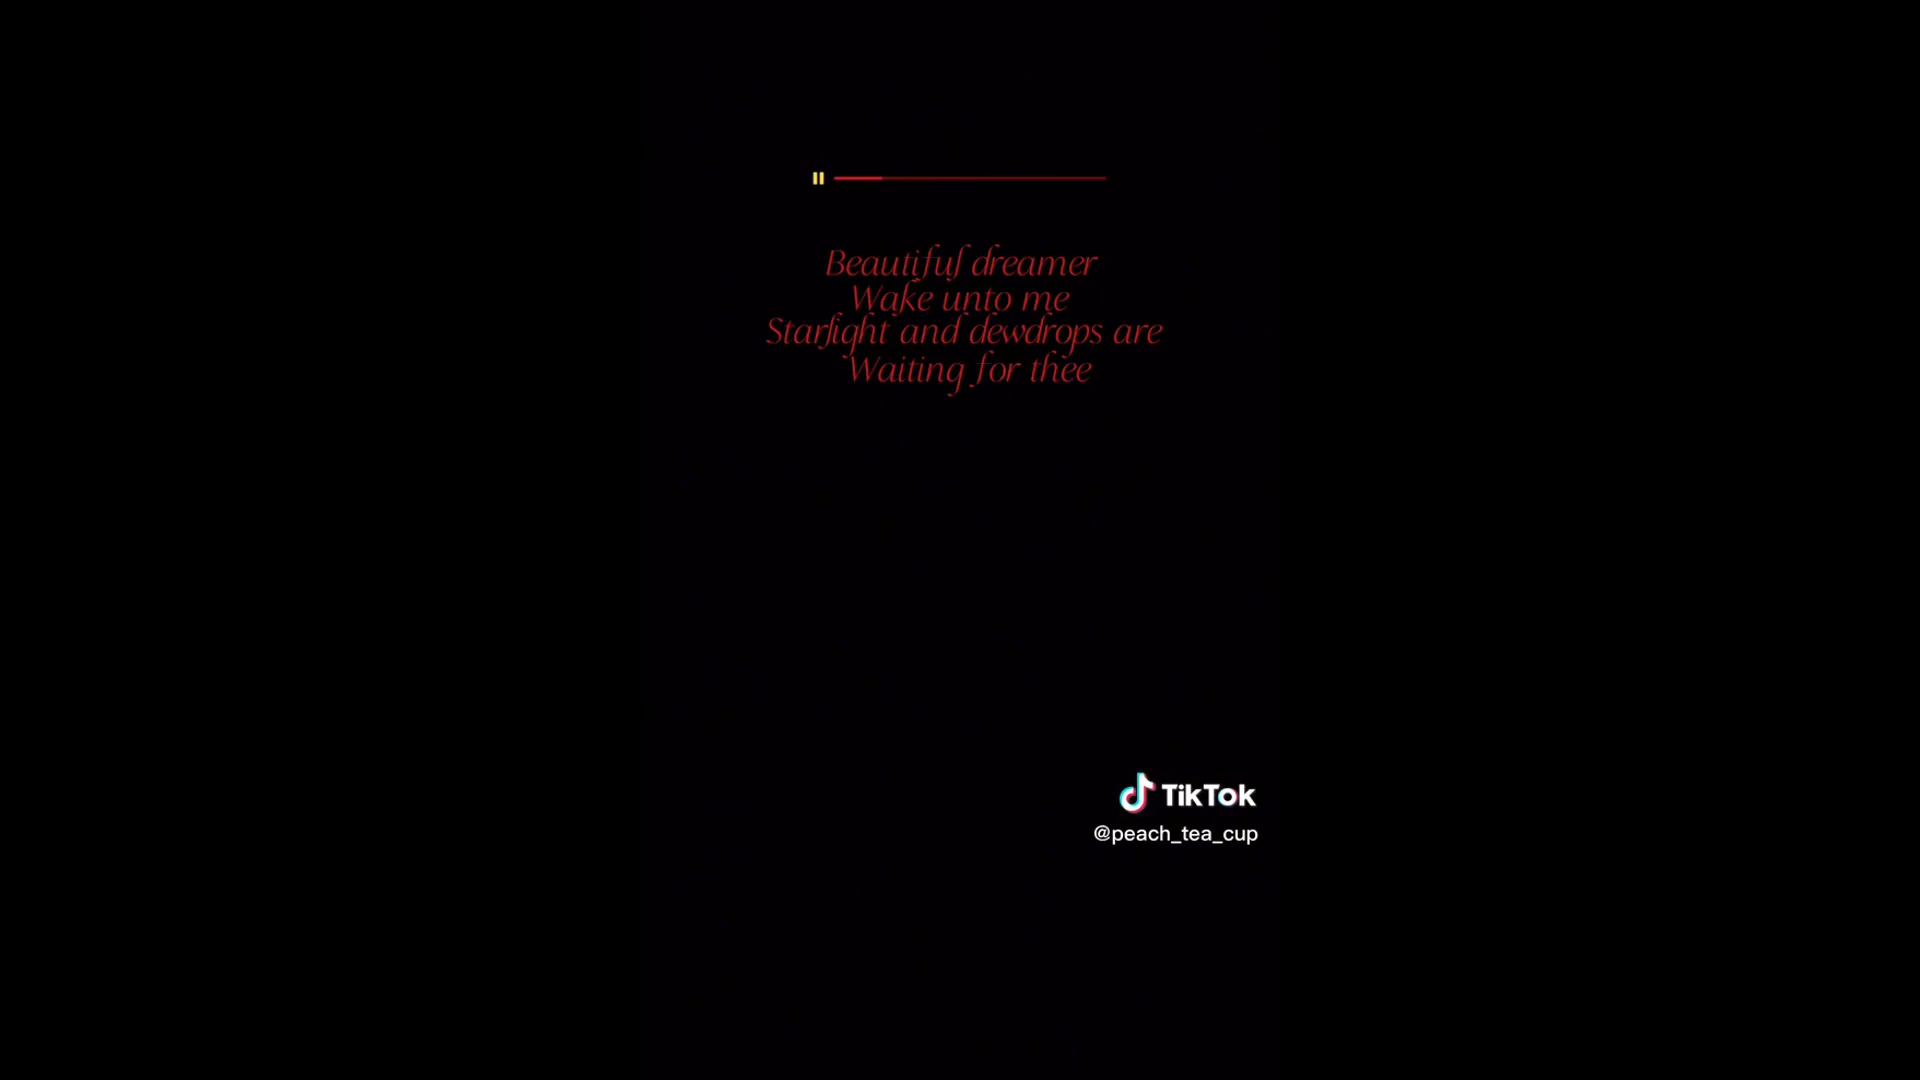 Beautiful dreamer
Wake unto me
Starlight and dewdrops are
Waiting for thee
TikTok
@peach_tea_cup